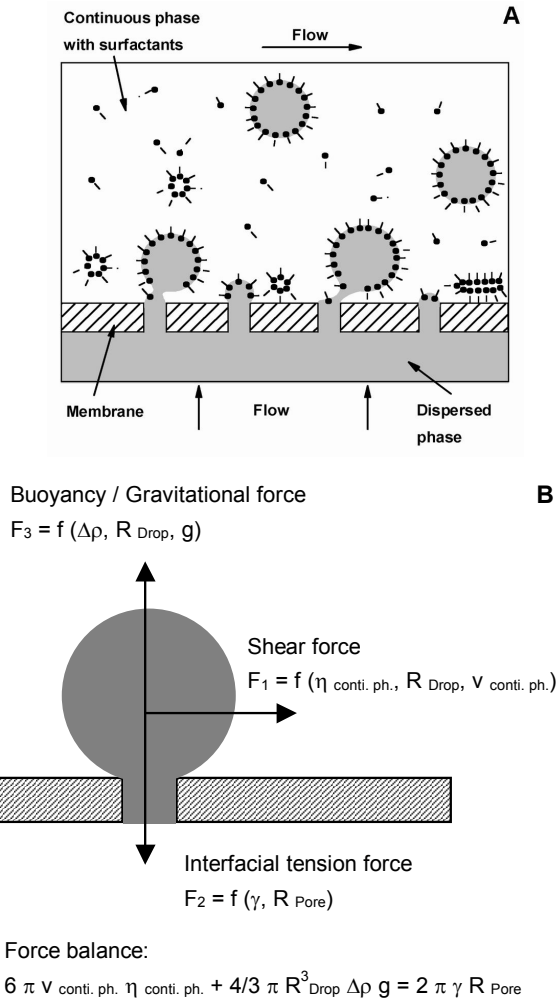 Continuous phase
with surfactants
Flow
A
Membrane
Flow
Dispersed
phase
Buoyancy / Gravitational force
B
F3 = f (Δρ, R Drop, g)
Shear force
F1 = f (η conti. ph., R Drop, v conti. ph.)
Interfacial tension force
F2 = f (γ, R Pore)
Force balance:
6 π v conti. ph. η conti. ph. + 4/3 π R³Drop Δρ g = 2 π γ R Pore